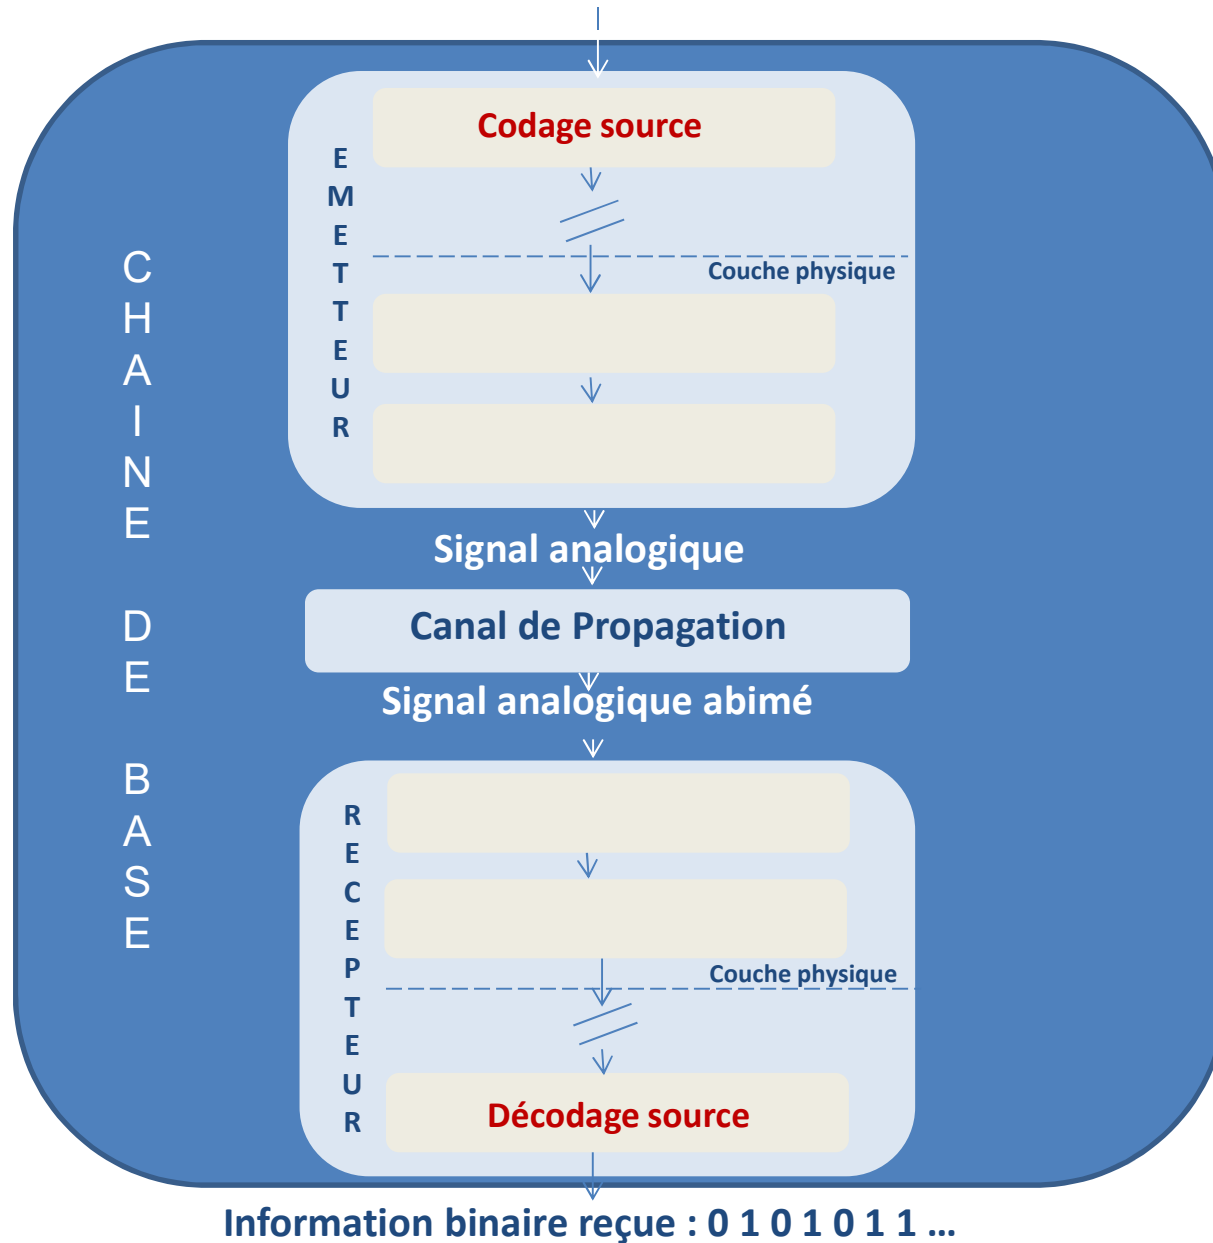 CHAINE DE BASE
EMETTEUR
Codage source
Couche physique
Signal analogique
Canal de Propagation
Signal analogique abimé
RECEPTEUR
Couche physique
Décodage source
Information binaire reçue : 0 1 0 1 0 1 1 ...